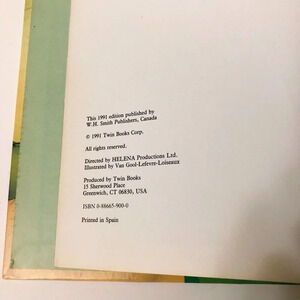 This 1991 edition published by
W.H. Smith Publishers, Canada
© 1991 Twin Books Corp.
All rights reserved.
Directed by HELENA Productions Ltd.
Illustrated by Van Gool-Lefevre-Loiseaux
Produced by Twin Books
15 Sherwood Place
Greenwich, CT 06830, USA
ISBN 0-88665-900-0
Printed in Spain